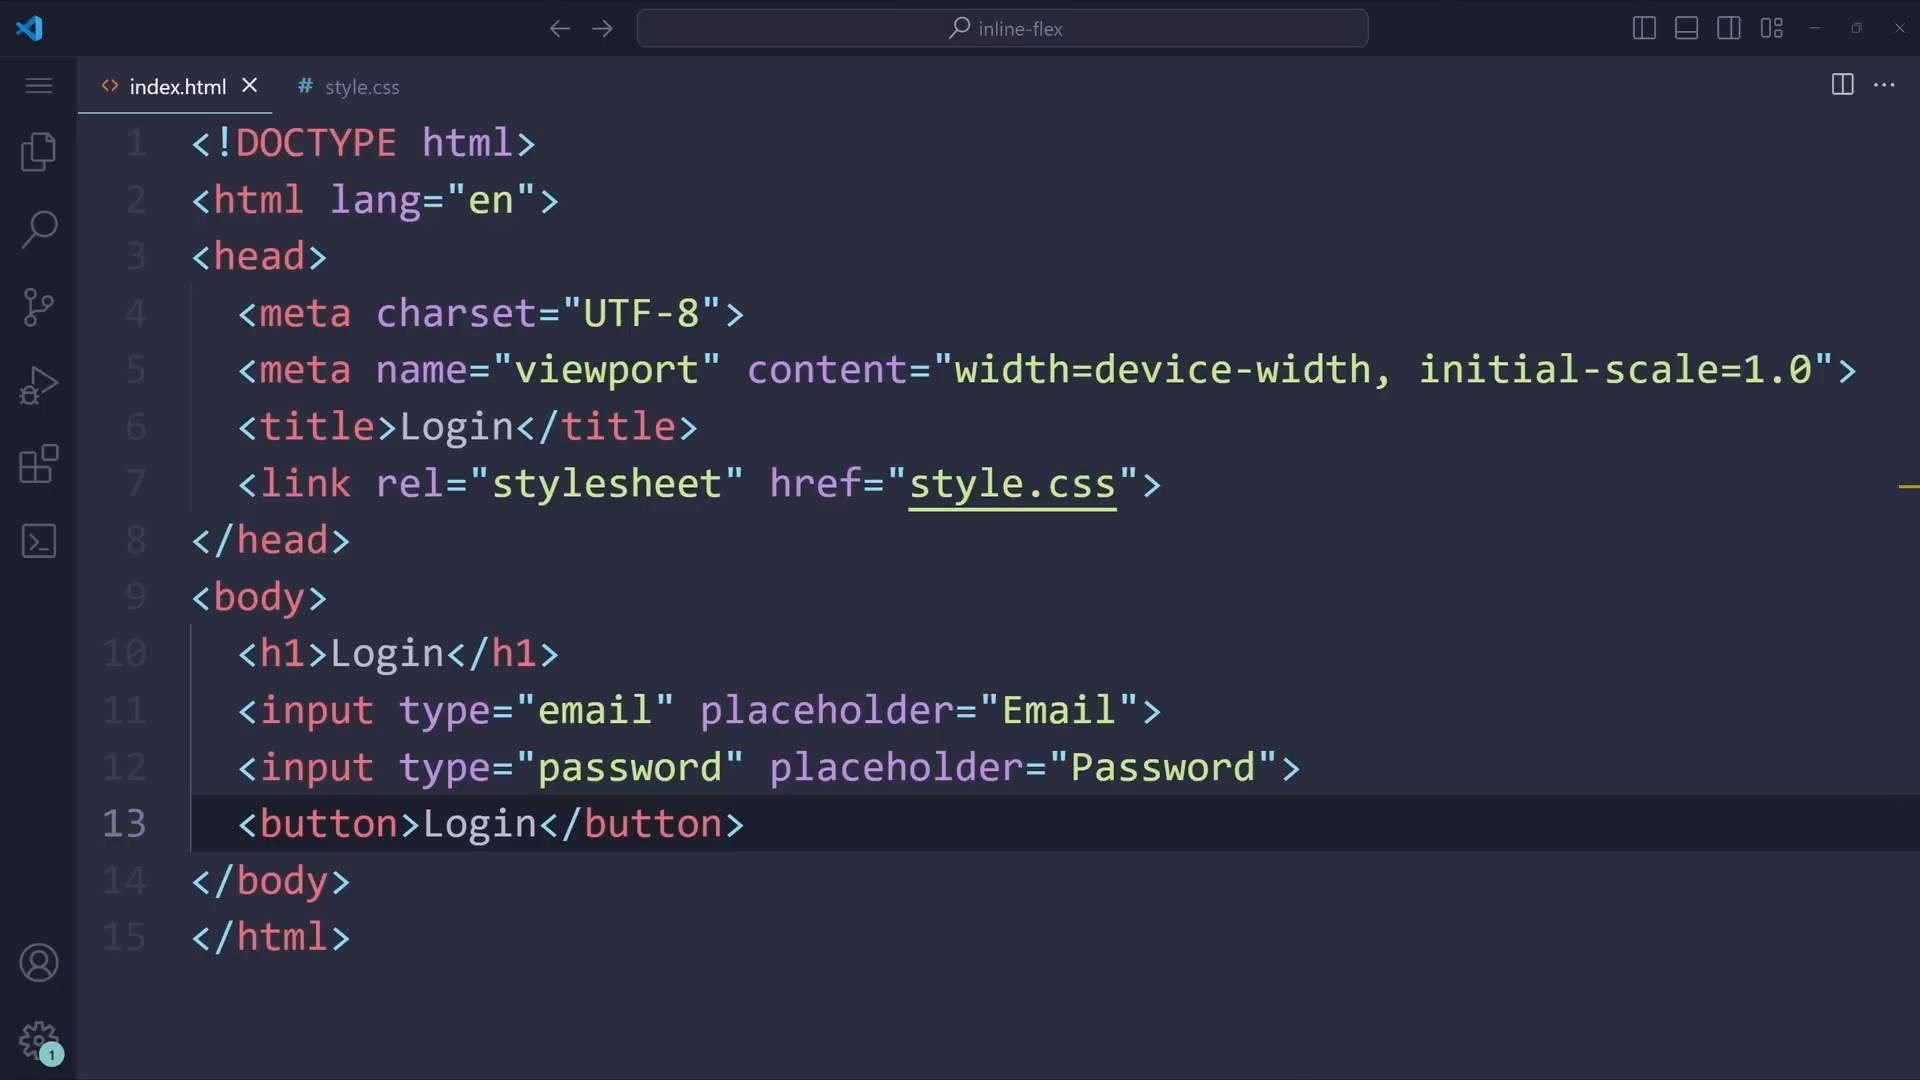 inline-flex
index.html
# style.css
1 <!DOCTYPE html>
2 <html lang="en">
3 <head>
4 <meta charset="UTF-8">
5 <meta name="viewport" content="width=device-width, initial-scale=1.0">
6 <title>Login</title>
7 <link rel="stylesheet" href="style.css">
8 </head>
9 <body>
10 <h1>Login</h1>
11 <input type="email" placeholder="Email">
12 <input type="password" placeholder="Password">
13 <button>Login</button>
14 </body>
15 </html>
1